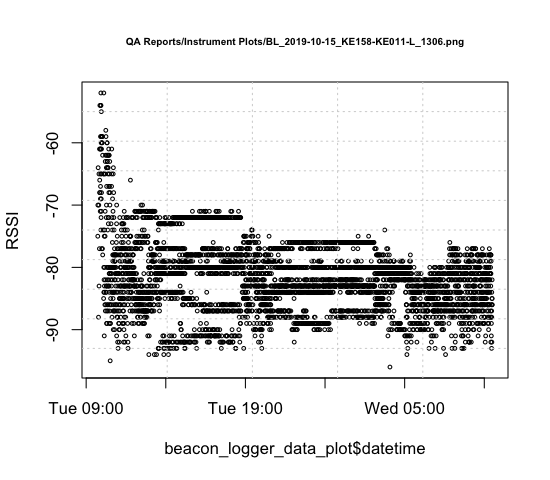 QA Reports/Instrument Plots/BL_2019-10-15_KE158-KE011-L_1306.png
-60
-70
-80
-90
RSSI
Tue 09:00 Tue 19:00 Wed 05:00
beacon_logger_data_plot$datetime